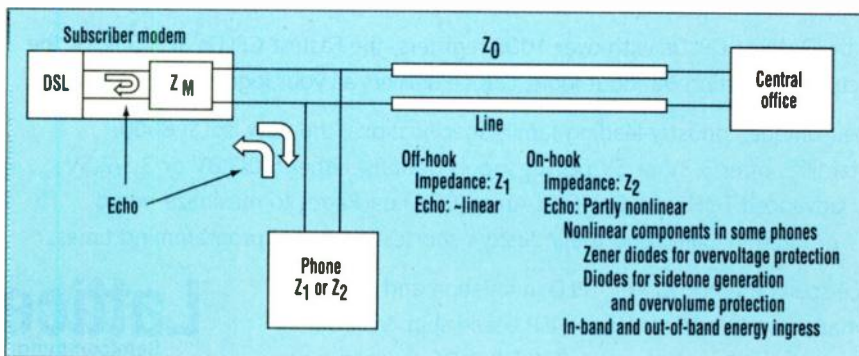 Subscriber modem
DSL
ZM
Z0
Central
office
Line
Echo
Phone
Z1 or Z2
Off-hook
Impedance: Z1
Echo: ~linear
On-hook
Impedance: Z2
Echo: Partly nonlinear
Nonlinear components in some phones
Zener diodes for overvoltage protection
Diodes for sidetone generation
and overvolume protection
In-band and out-of-band energy ingress